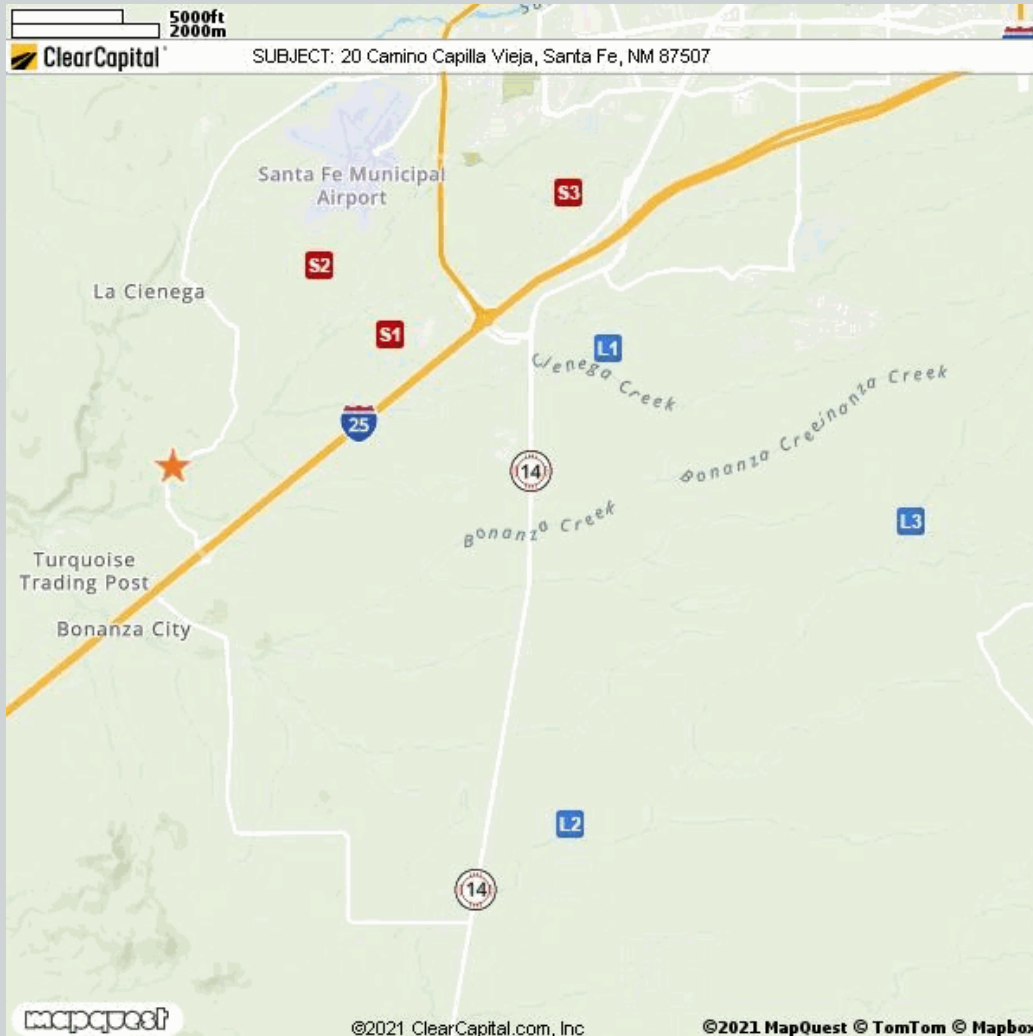 5000ft
2000m
ClearCapital
SUBJECT: 20 Camino Capilla Vieja, Santa Fe, NM 87507
Santa Fe Municipal
Airport
S3
S2
La Cienega
S1
L1
Cienega Creek
25
Bonanza Creek
14
L3
Bonanza Creek
Turquoise
Trading Post
Bonanza City
L2
14
mapquest
©2021 ClearCapital.com, Inc
©2021 MapQuest © TomTom © Mapbox